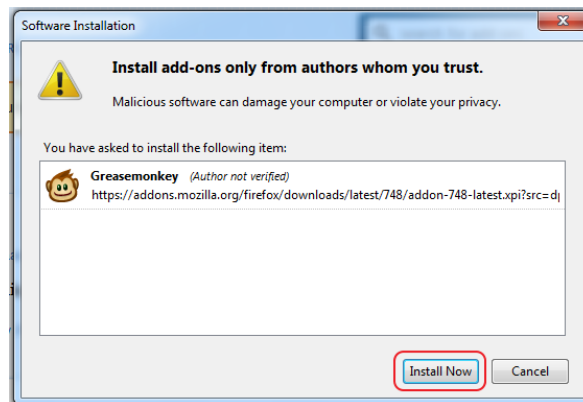 Software Installation
Install add-ons only from authors whom you trust.
Malicious software can damage your computer or violate your privacy.
You have asked to install the following item:
Greasemonkey (Author not verified)
https://addons.mozilla.org/firefox/downloads/latest/748/addon-748-latest.xpi?src=d
Install Now Cancel